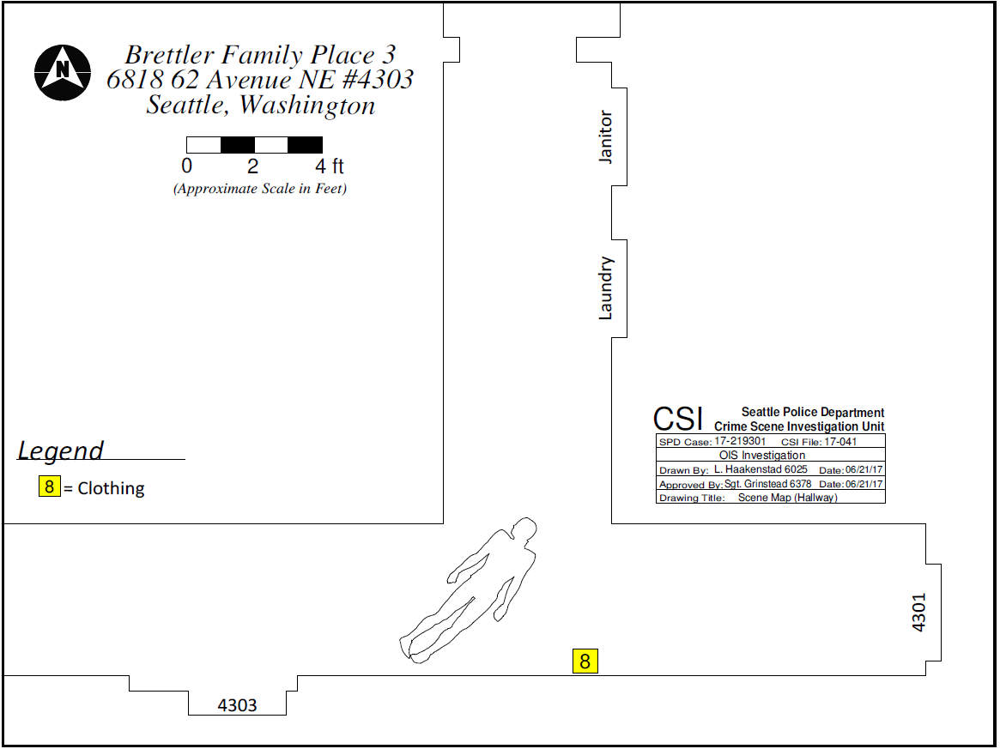 N
Brettler Family Place 3
6818 62 Avenue NE #4303
Seattle, Washington
0 2 4 ft
(Approximate Scale in Feet)
Janitor
Laundry
CSI Seattle Police Department
Crime Scene Investigation Unit
SPD Case: 17-219301 CSI File: 17-041
OIS Investigation
Drawn By: L. Haakenstad 6025 Date: 06/21/17
Approved By: Sgt. Grinstead 6378 Date: 06/21/17
Drawing Title: Scene Map (Hallway)
Legend
8 = Clothing
4301
8
4303